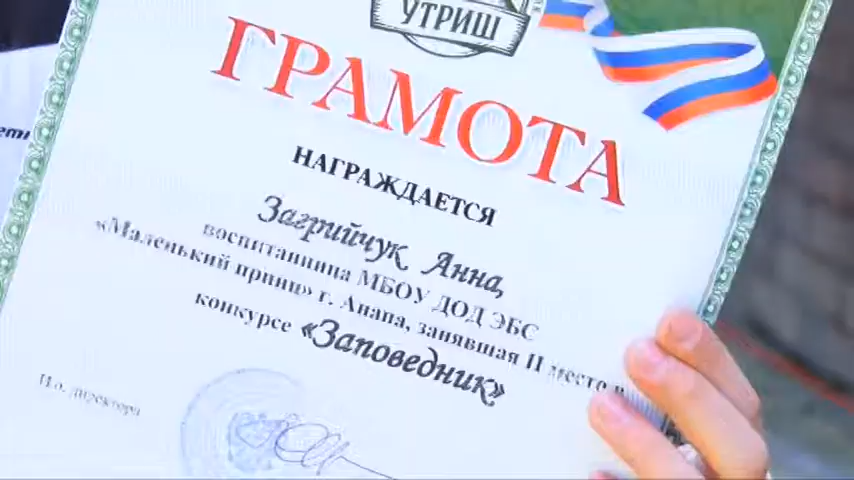 УТРИШ
ГРАМОТА
НАГРАЖДАЕТСЯ
Загрийчук Анна,
воспитанница МБОУ ДОД ЭБС
«Маленький принц» г. Анапа, занявшая II место в
конкурсе «Заповедник»
И.о. директора